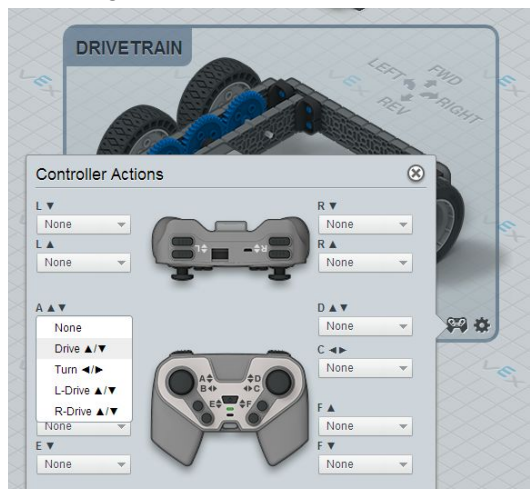 DRIVETRAIN
FWD
LEFT
RIGHT
REV
Controller Actions
L ▼ R ▼
None None
L ▲ R ▲
None None
A ▲▼ D ▲▼
None None
Drive ▲/▼ C ◄►
Turn ◄/► None
L-Drive ▲/▼
R-Drive ▲/▼ F ▲
None None
E ▼ F ▼
None None
L R
A D
B C
E F